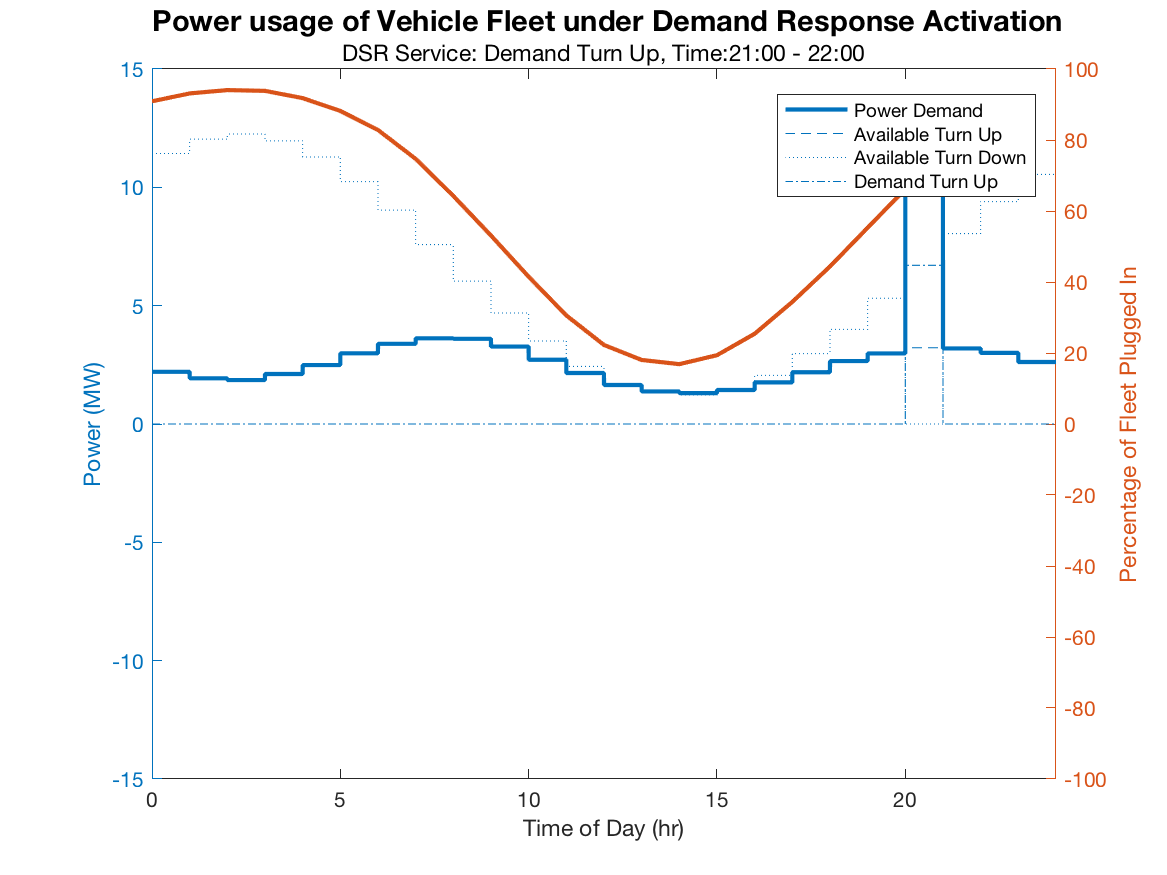 Power usage of Vehicle Fleet under Demand Response Activation
DSR Service: Demand Turn Up, Time:21:00 - 22:00
15
10
5
0
-5
-10
-15
Power (MW)
100
80
60
40
20
0
-20
-40
-60
-80
-100
Percentage of Fleet Plugged In
Power Demand
Available Turn Up
Available Turn Down
Demand Turn Up
0
5
10
15
20
Time of Day (hr)